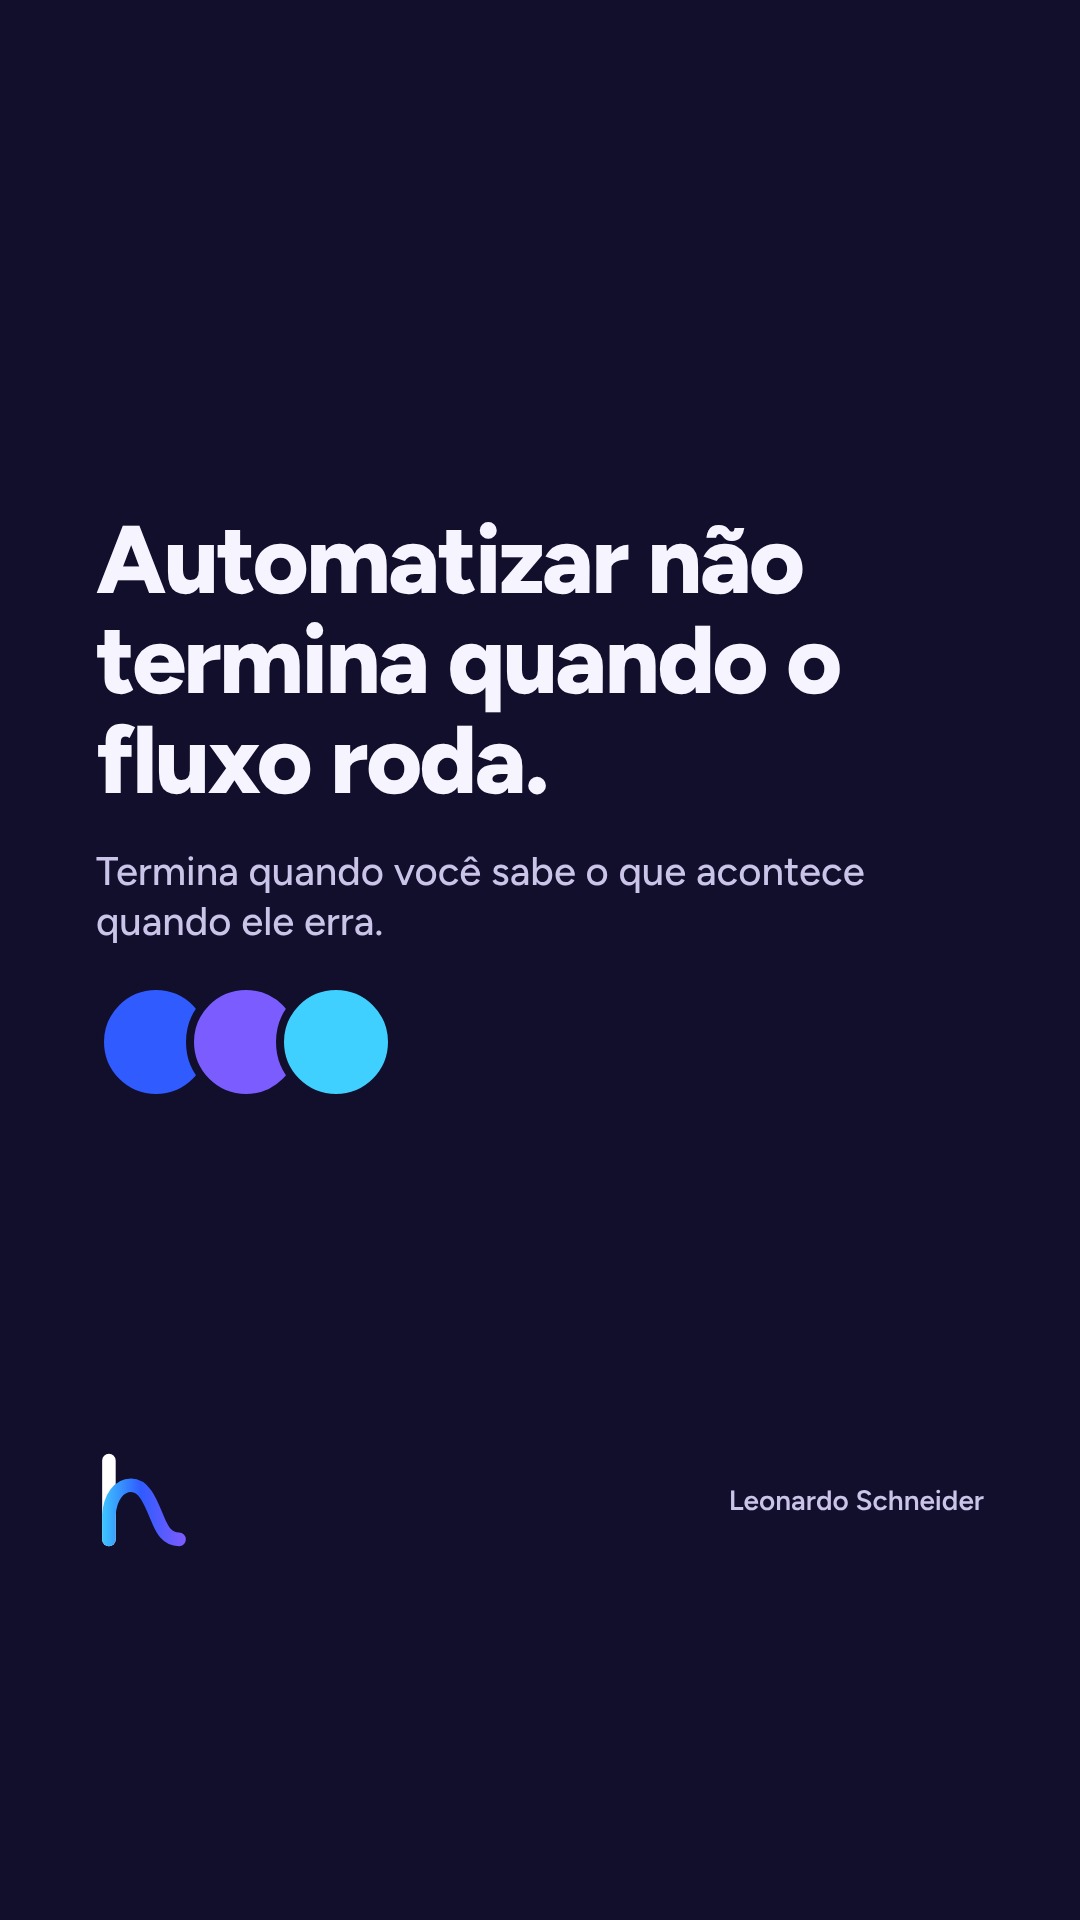 Automatizar não
termina quando o
fluxo roda.
Termina quando você sabe o que acontece
quando ele erra.
h
Leonardo Schneider